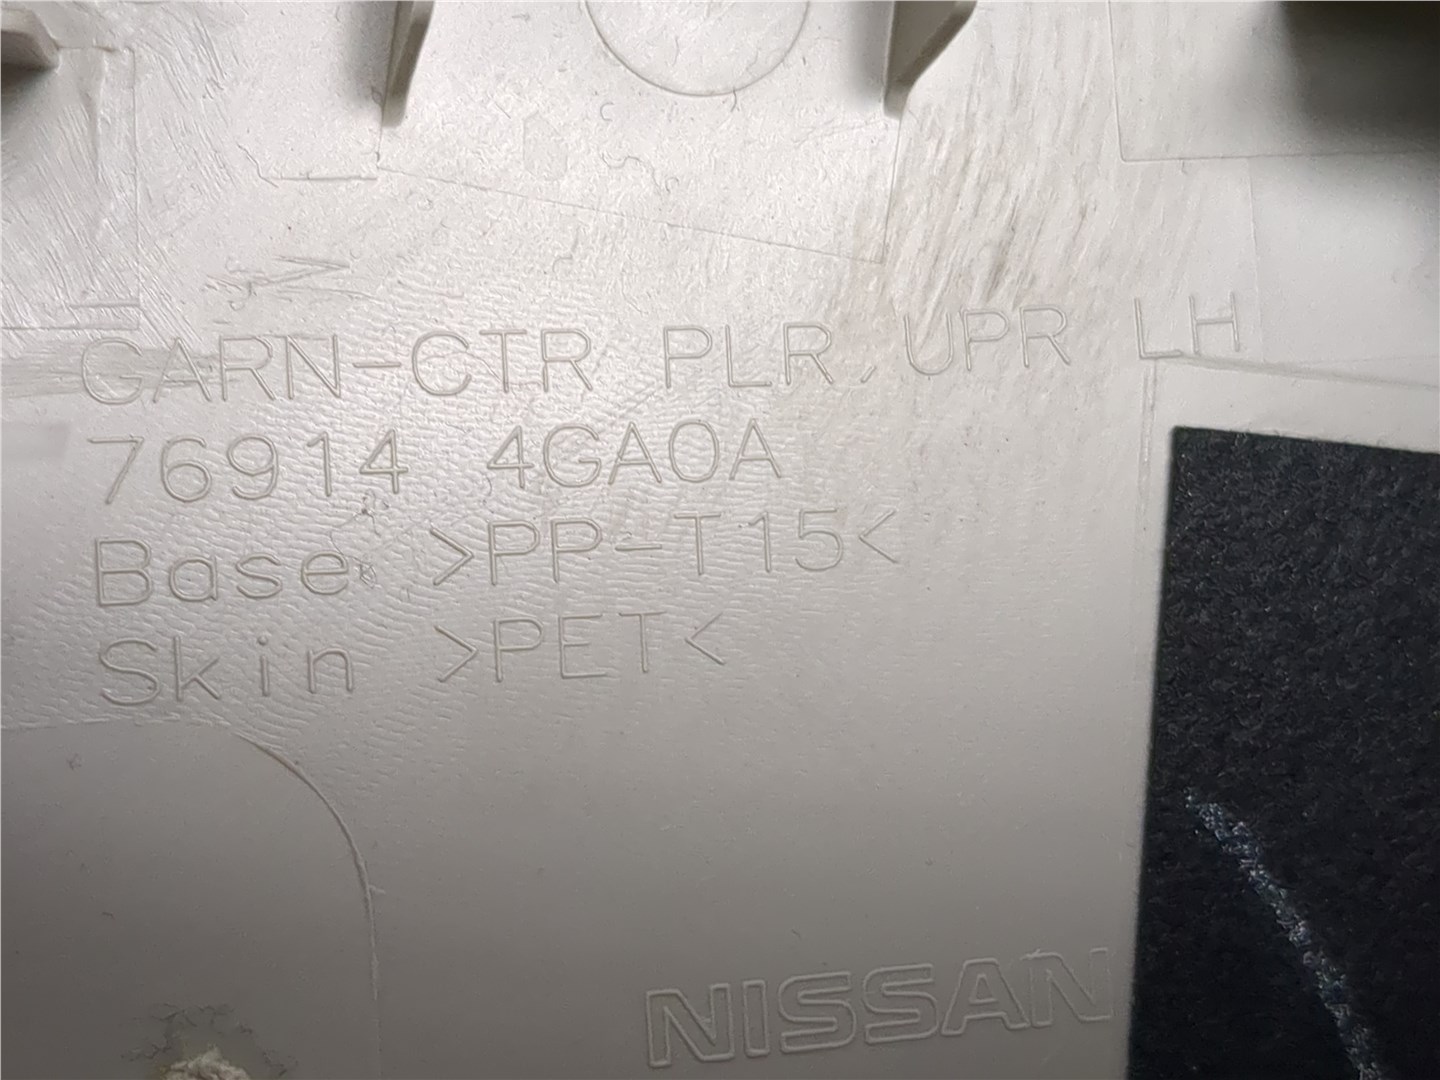 GARN-CTR PLR, UPR LH
76914 4GA0A
Base >PP-T15<
Skin >PET<
NISSAN